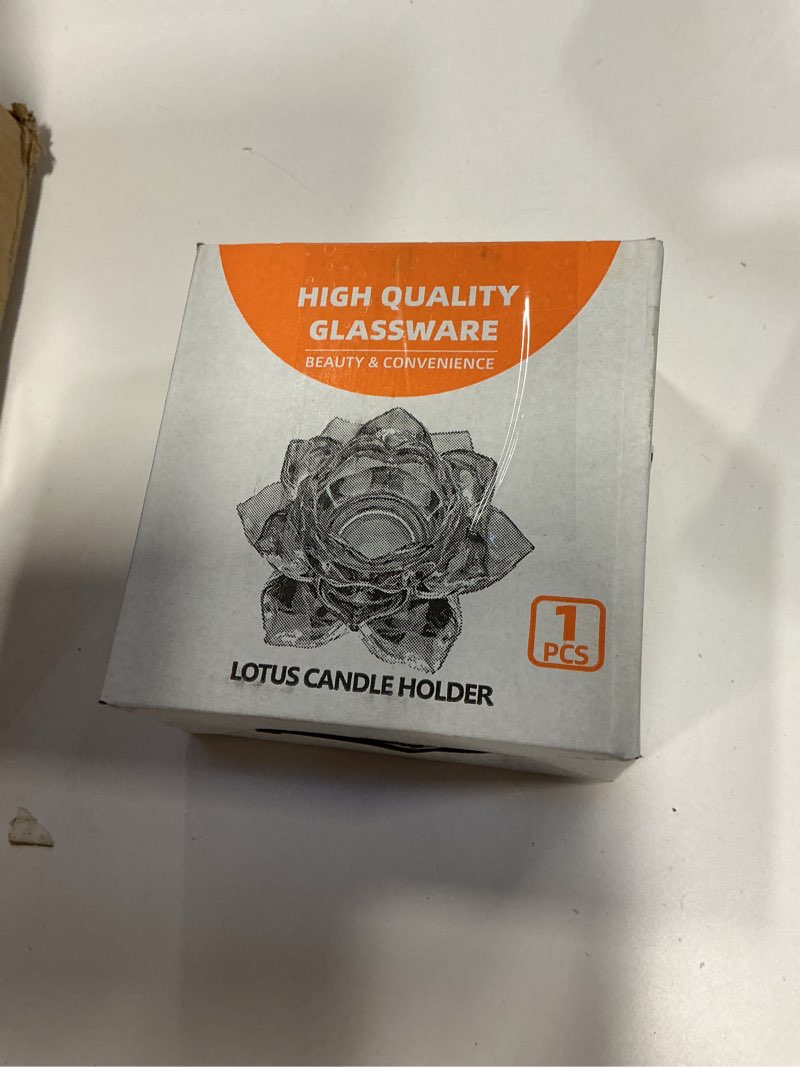 HIGH QUALITY
GLASSWARE
BEAUTY & CONVENIENCE
1
PCS
LOTUS CANDLE HOLDER